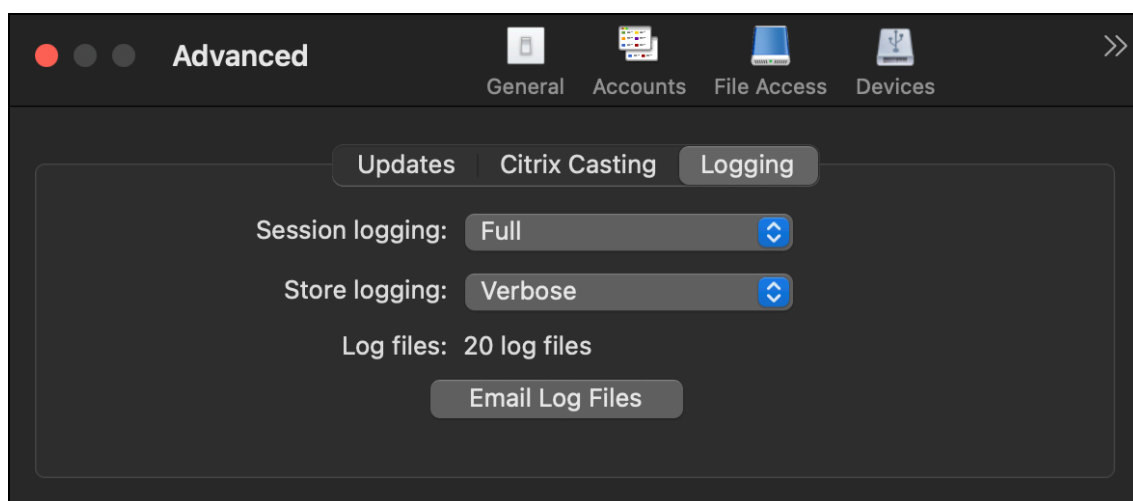 Advanced
General Accounts File Access Devices
Updates Citrix Casting Logging
Session logging: Full
Store logging: Verbose
Log files: 20 log files
Email Log Files